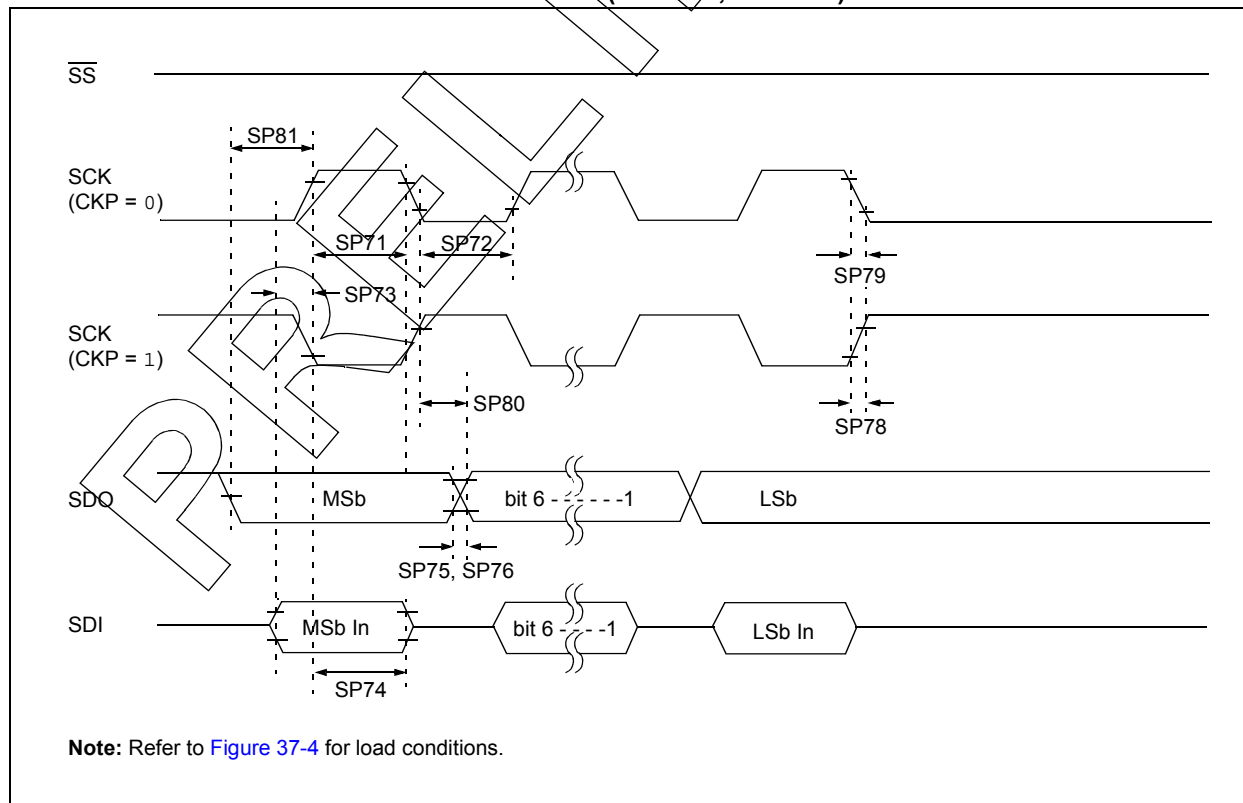 SS
SP81
SCK
(CKP = 0)
SP71 SP72
SP79
SP73
SCK
(CKP = 1)
SP80
SP78
SDO MSb bit 6 - - - - - - -1 LSb
SP75, SP76
SDI MSb In bit 6 - - - - -1 LSb In
SP74
Note: Refer to Figure 37-4 for load conditions.
PRELI